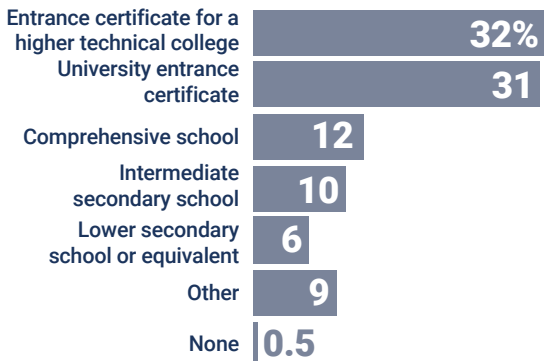 Entrance certificate for a
higher technical college
32%
University entrance
certificate
31
Comprehensive school
12
Intermediate
secondary school
10
Lower secondary
school or equivalent
6
Other
9
None
0.5